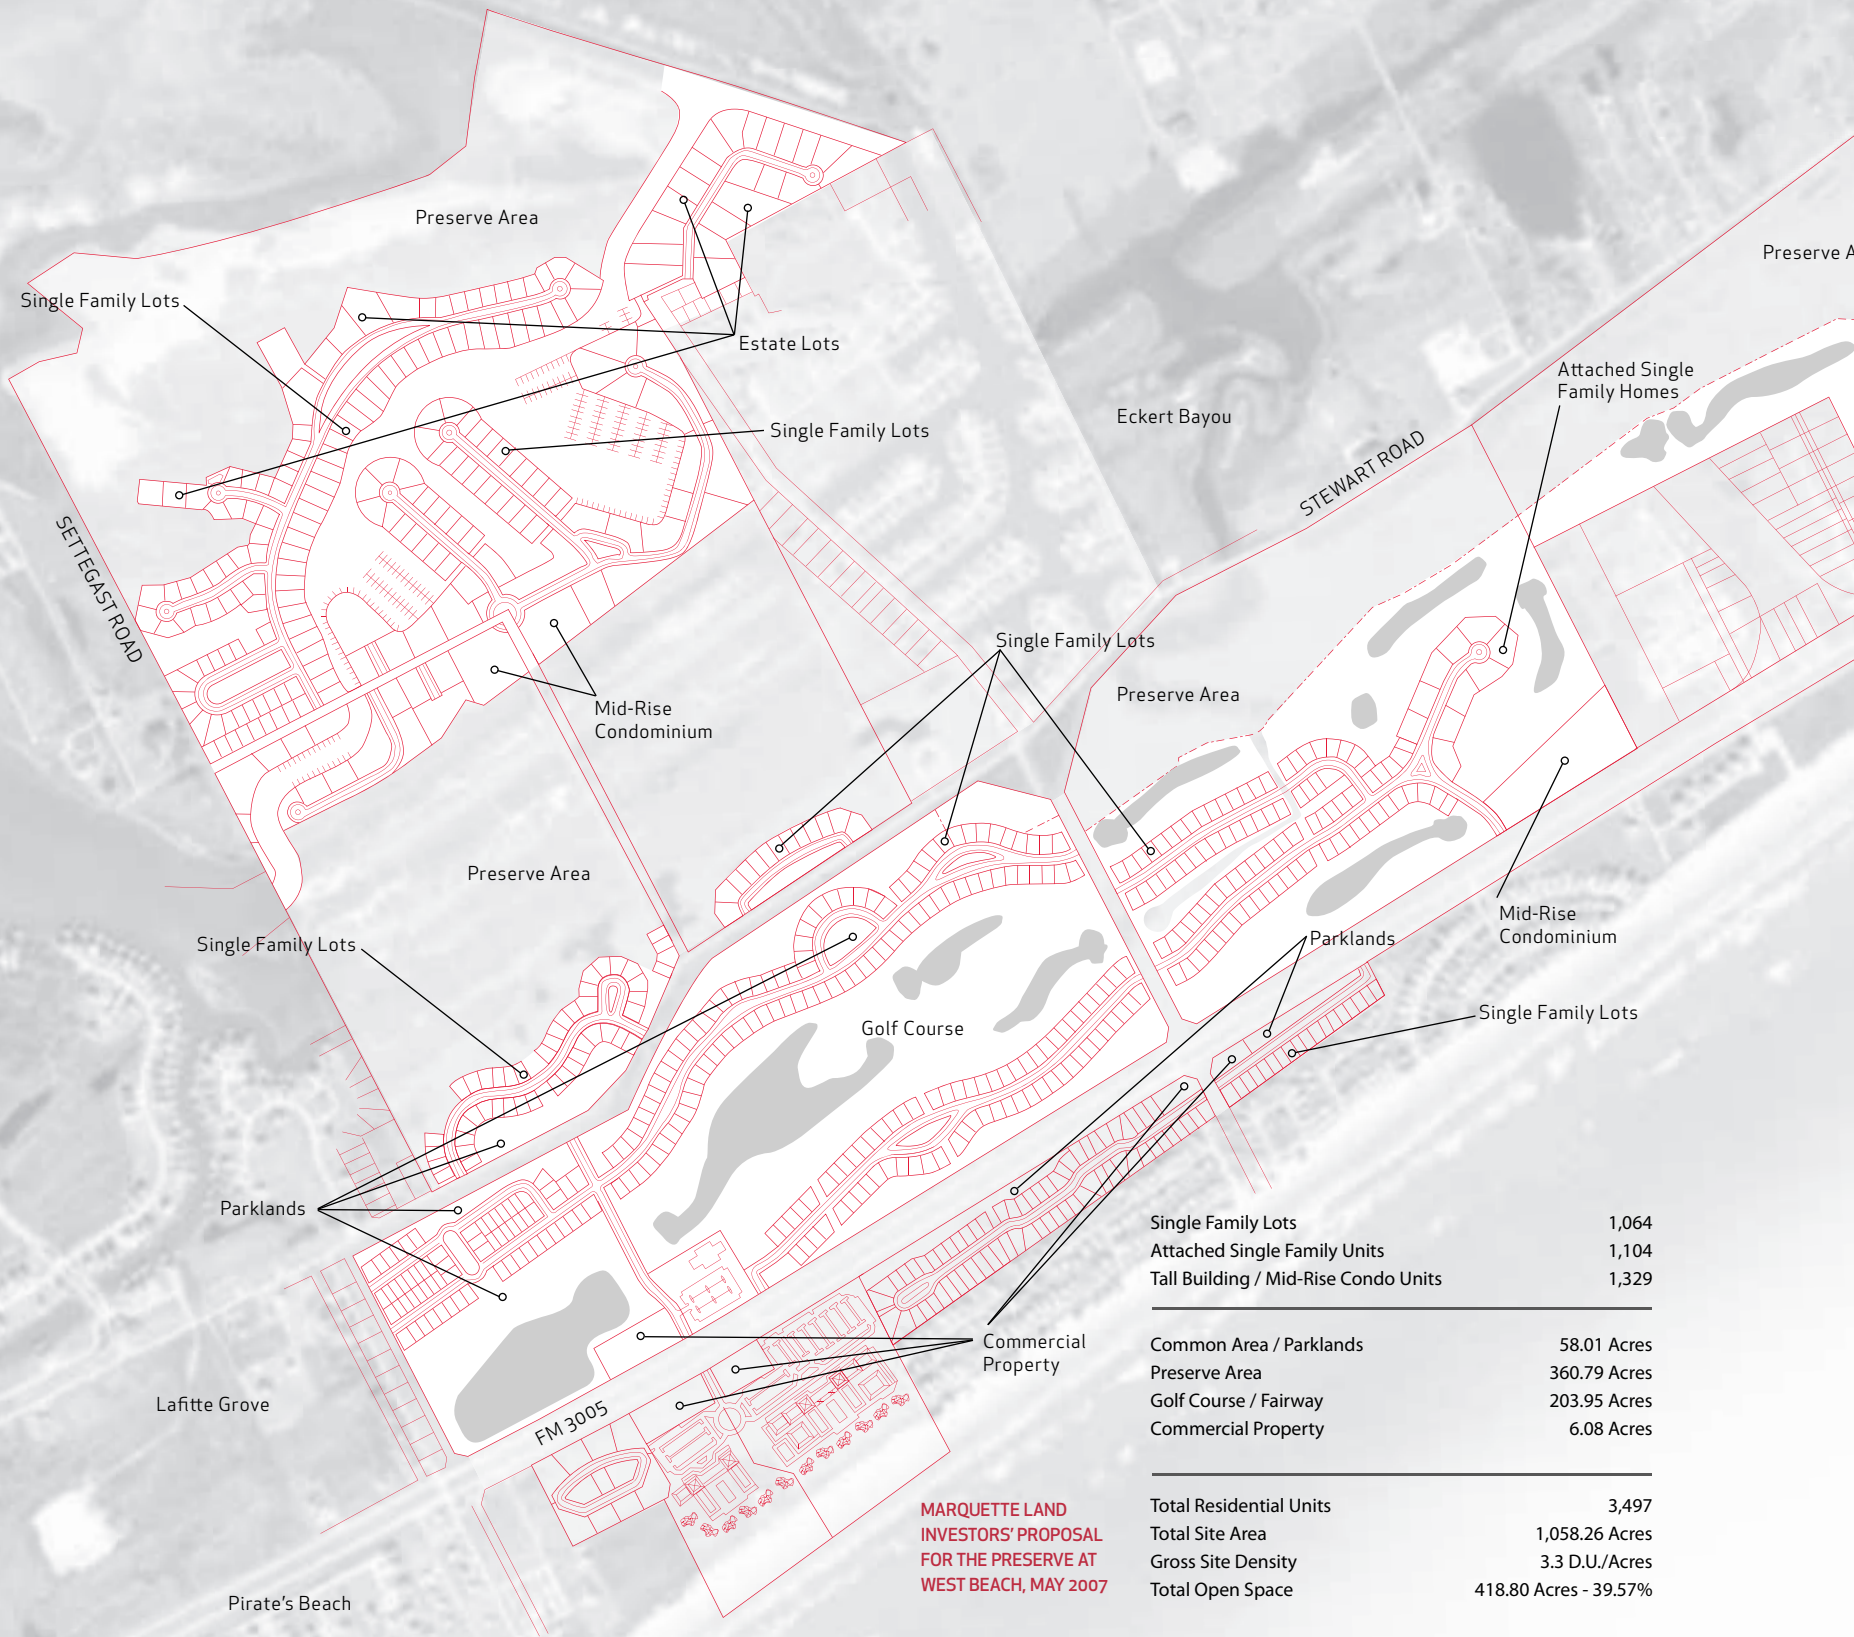 Preserve Area
Preserve A
Single Family Lots
Estate Lots
Attached Single
Family Homes
Eckert Bayou
Single Family Lots
STEWART ROAD
SETTEGAST ROAD
Single Family Lots
Preserve Area
Mid-Rise
Condominium
Preserve Area
Single Family Lots
Mid-Rise
Condominium
Parklands
Golf Course
Single Family Lots
Parklands
Commercial
Property
Lafitte Grove
FM 3005
Pirate's Beach
MARQUETTE LAND
INVESTORS' PROPOSAL
FOR THE PRESERVE AT
WEST BEACH, MAY 2007
Single Family Lots 1,064
Attached Single Family Units 1,104
Tall Building / Mid-Rise Condo Units 1,329
Common Area / Parklands 58.01 Acres
Preserve Area 360.79 Acres
Golf Course / Fairway 203.95 Acres
Commercial Property 6.08 Acres
Total Residential Units 3,497
Total Site Area 1,058.26 Acres
Gross Site Density 3.3 D.U./Acres
Total Open Space 418.80 Acres - 39.57%